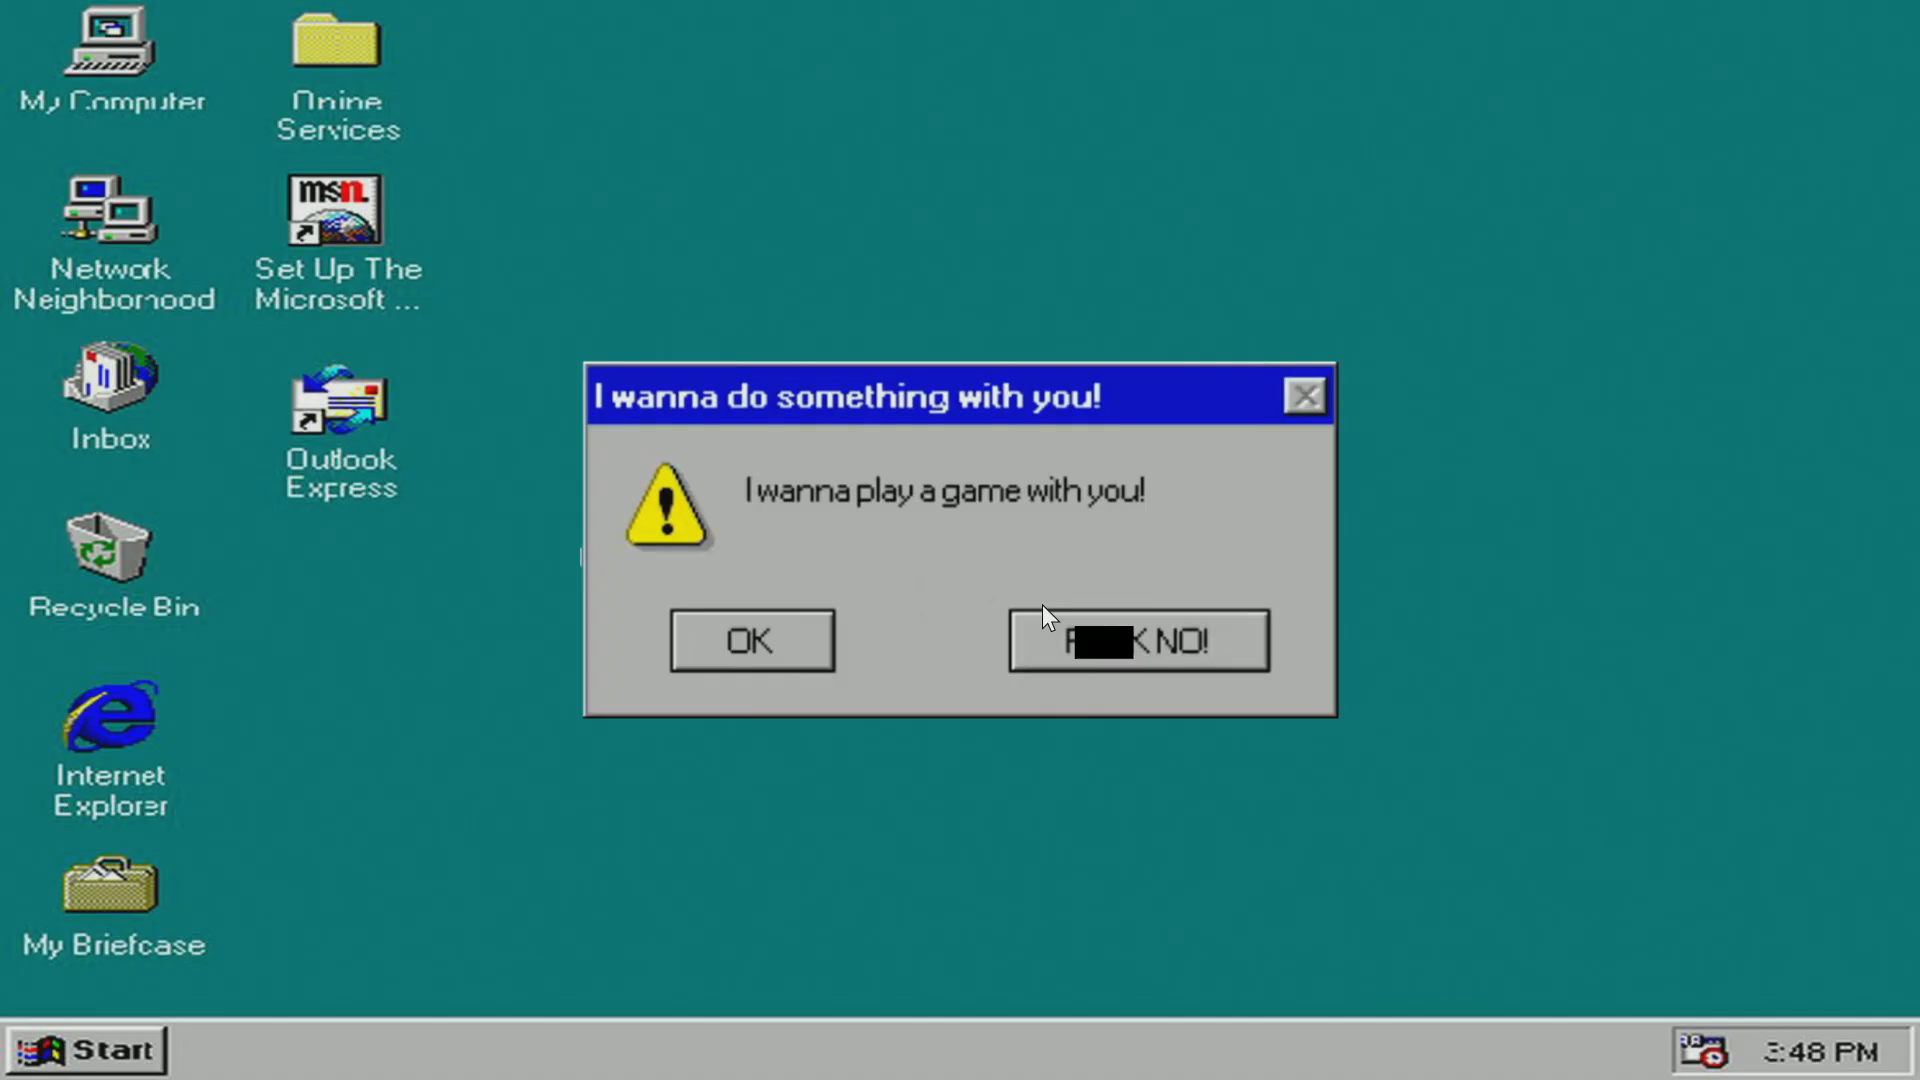 My Computer
Online
Services
msn.
Network
Neighborhood
Set Up The
Microsoft ...
Inbox
Outlook
Express
Recycle Bin
Internet
Explorer
My Briefcase
I wanna do something with you!
I wanna play a game with you!
OK
NO!
Start
3:48 PM